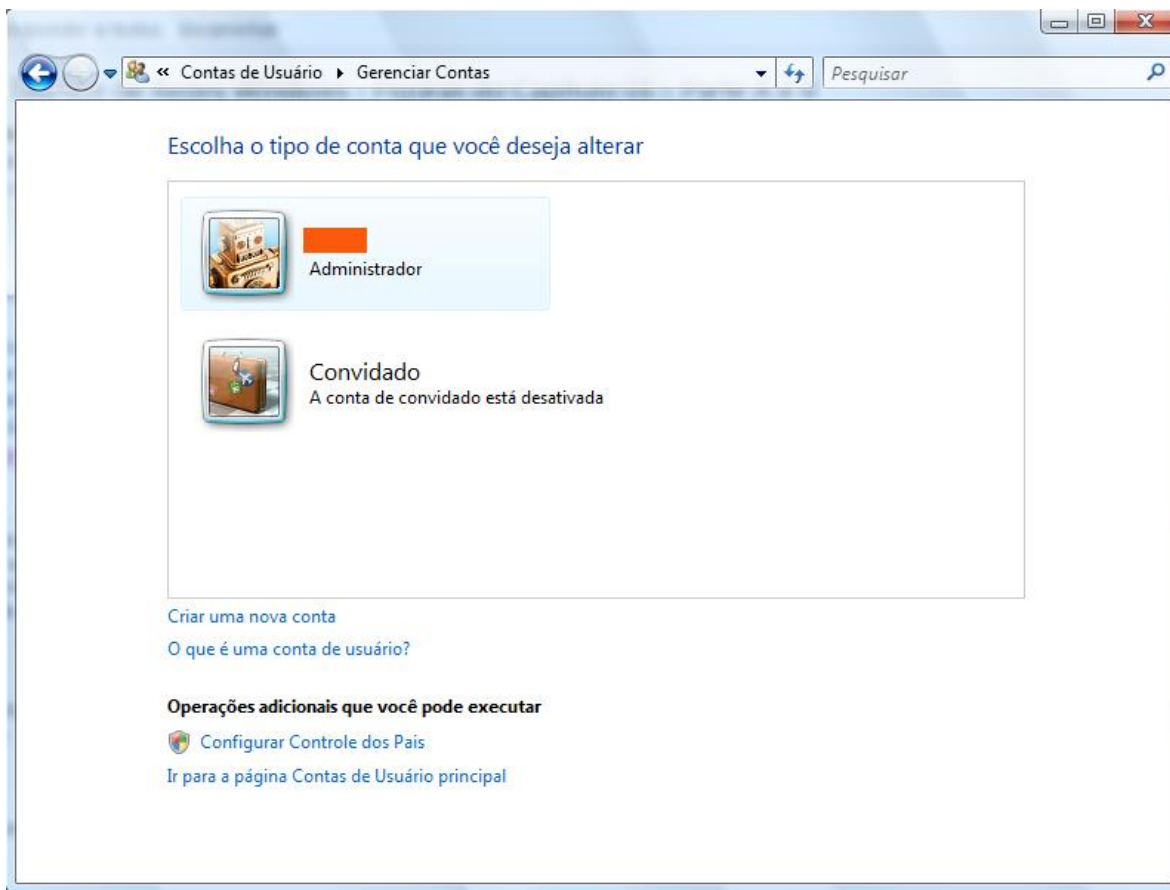 « Contas de Usuário ▸ Gerenciar Contas
Pesquisar
Escolha o tipo de conta que você deseja alterar
Administrador
Convidado
A conta de convidado está desativada
Criar uma nova conta
O que é uma conta de usuário?
Operações adicionais que você pode executar
Configurar Controle dos Pais
Ir para a página Contas de Usuário principal